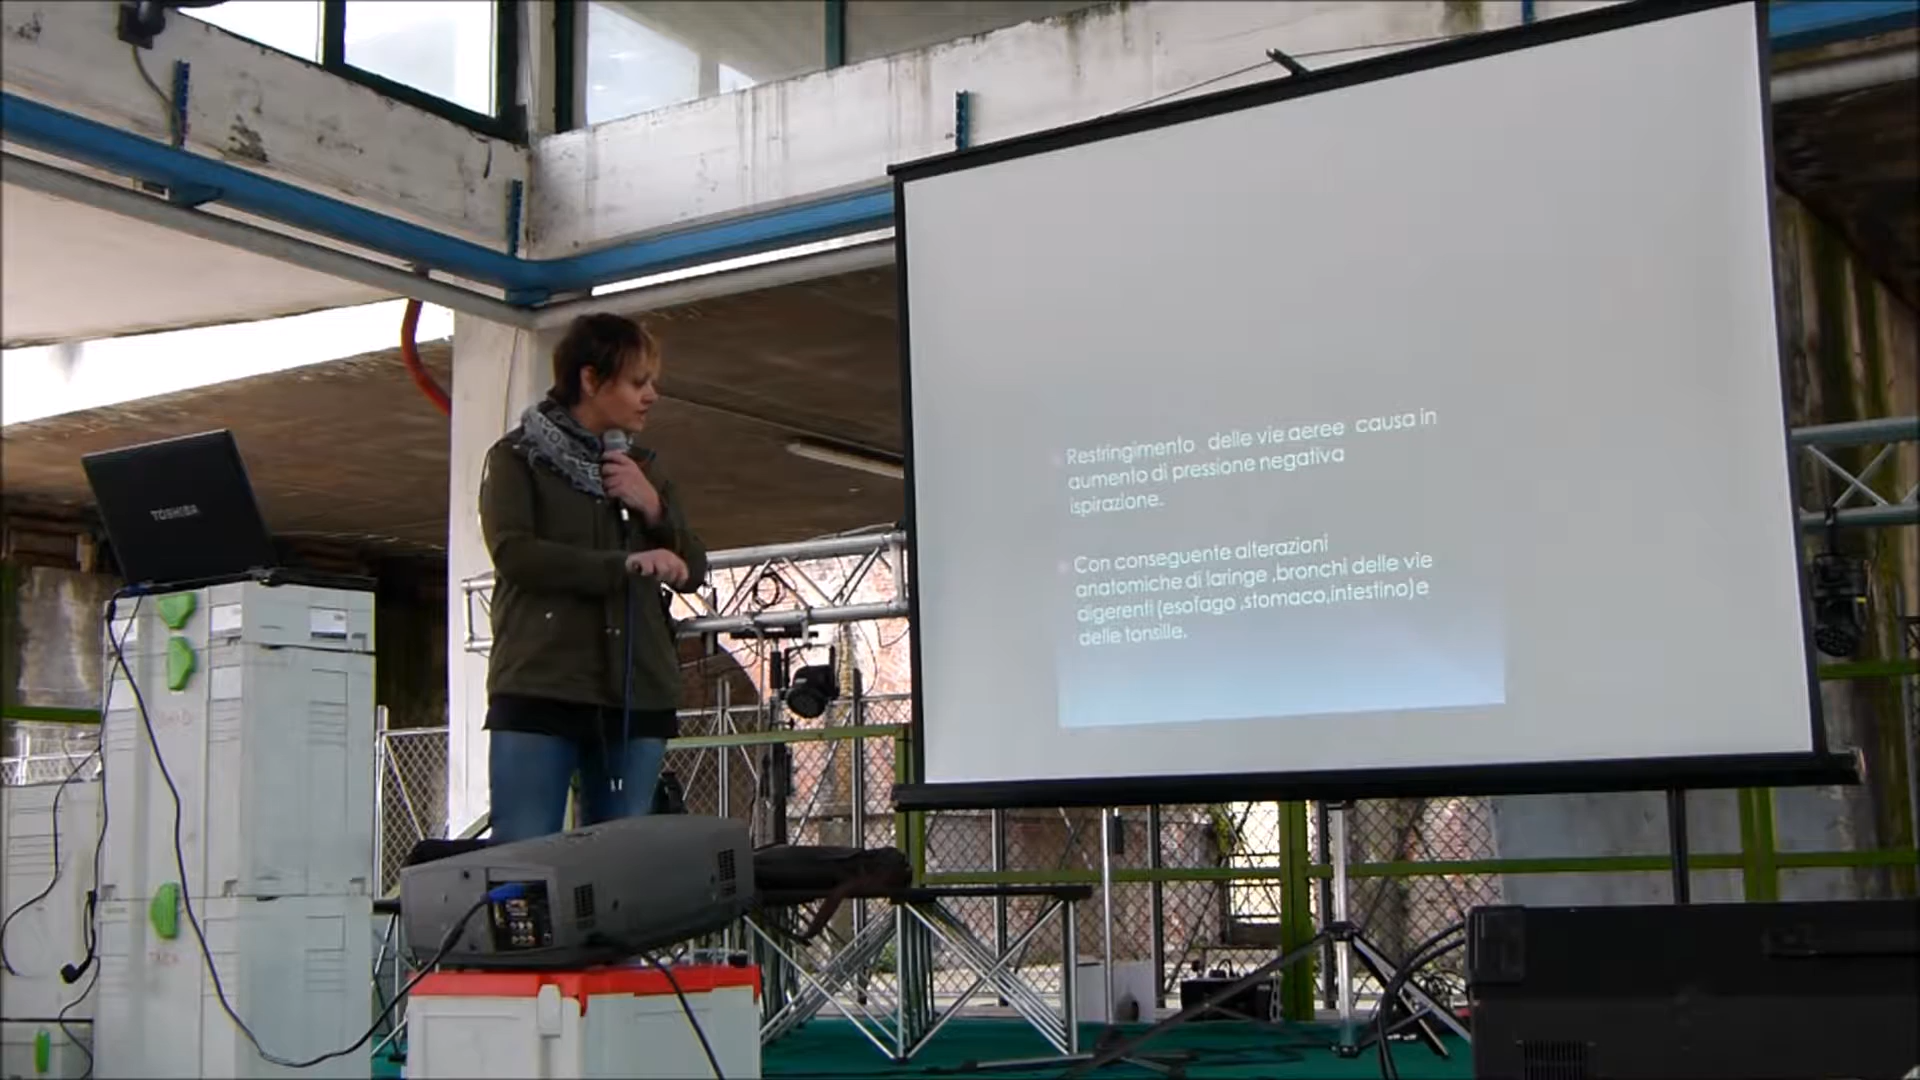 TOSHIBA
Restringimento delle vie aeree causa in
aumento di pressione negativa
ispirazione.
Con conseguente alterazioni
anatomiche di laringe ,bronchi delle vie
digerenti (esofago ,stomaco,intestino)e
delle tonsille.